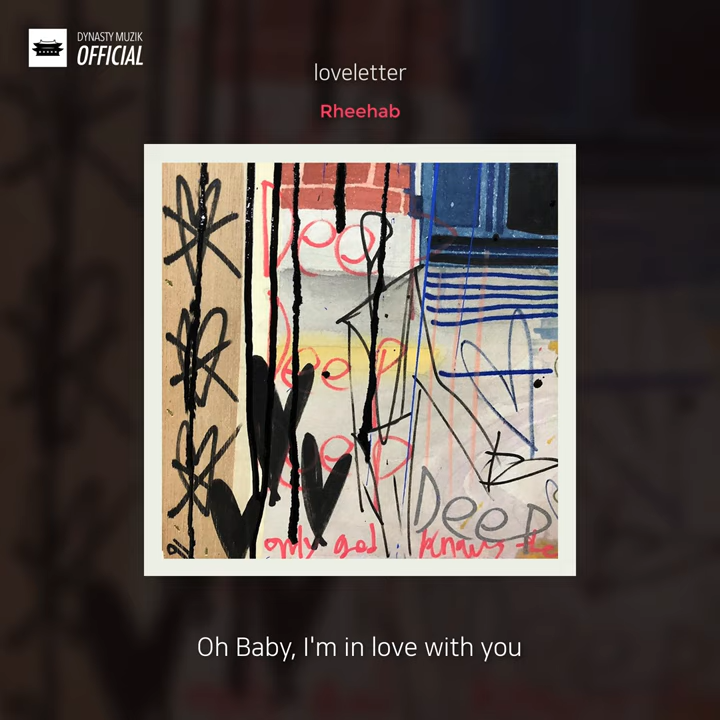 DYNASTY MUZIK
OFFICIAL
loveletter
Rheehab
Deep
Deep
Deep
Deep
only god knows
Oh Baby, I'm in love with you